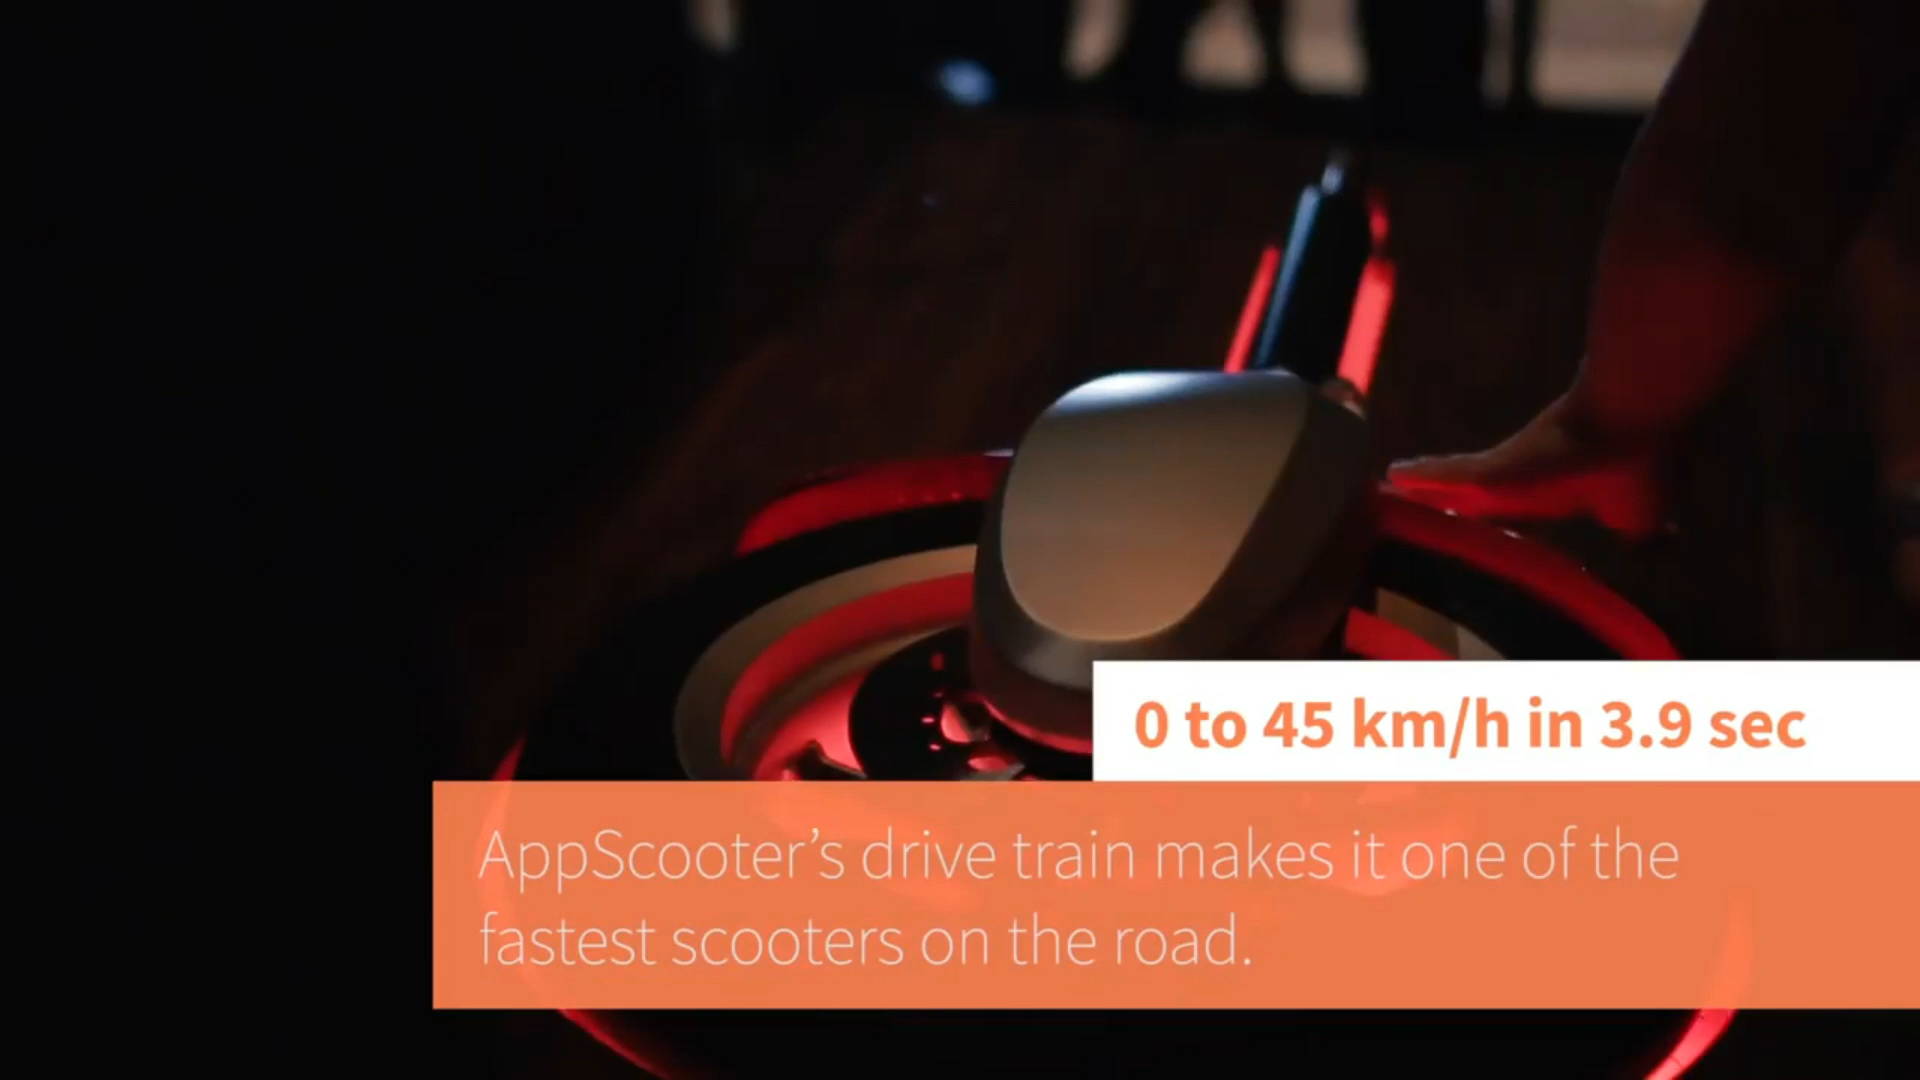 0 to 45 km/h in 3.9 sec
AppScooter’s drive train makes it one of the
fastest scooters on the road.